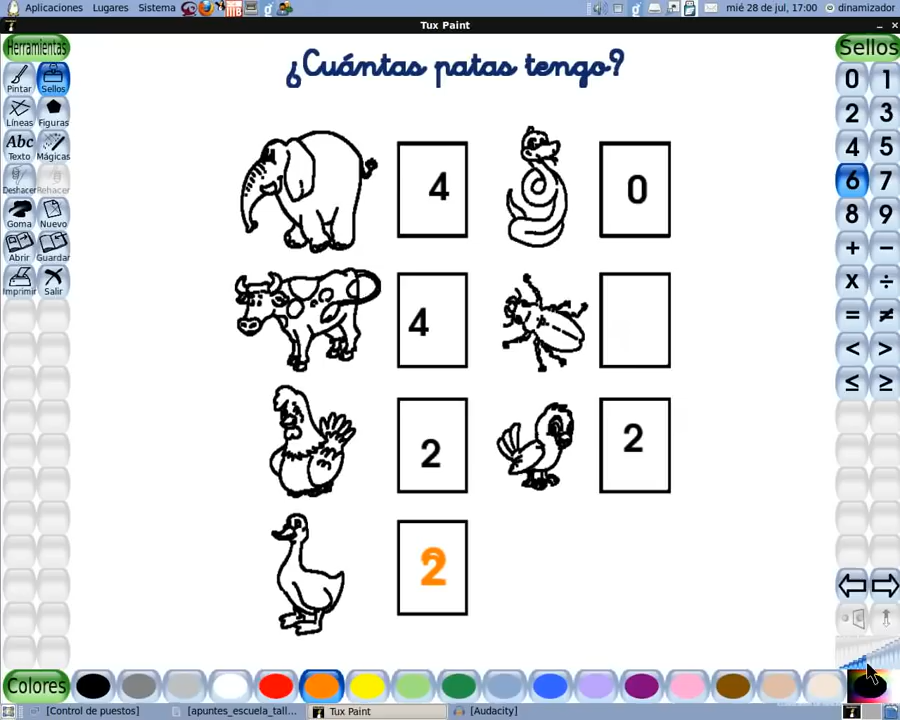 Aplicaciones Lugares Sistema
mié 28 de jul, 17:00 dinamizador
Tux Paint
Herramientas
Sellos
¿Cuántas patas tengo?
Pintar Sellos
Líneas Figuras
Abc
Texto Mágicas
Deshacer Rehacer
Goma Nuevo
Abrir Guardar
Imprimir Salir
4 0
4
2 2
2
0 1
2 3
4 5
6 7
8 9
+ −
x ÷
= ≠
< >
≤ ≥
Colores
[Control de puestos] [apuntes_escuela_tall... Tux Paint [Audacity]